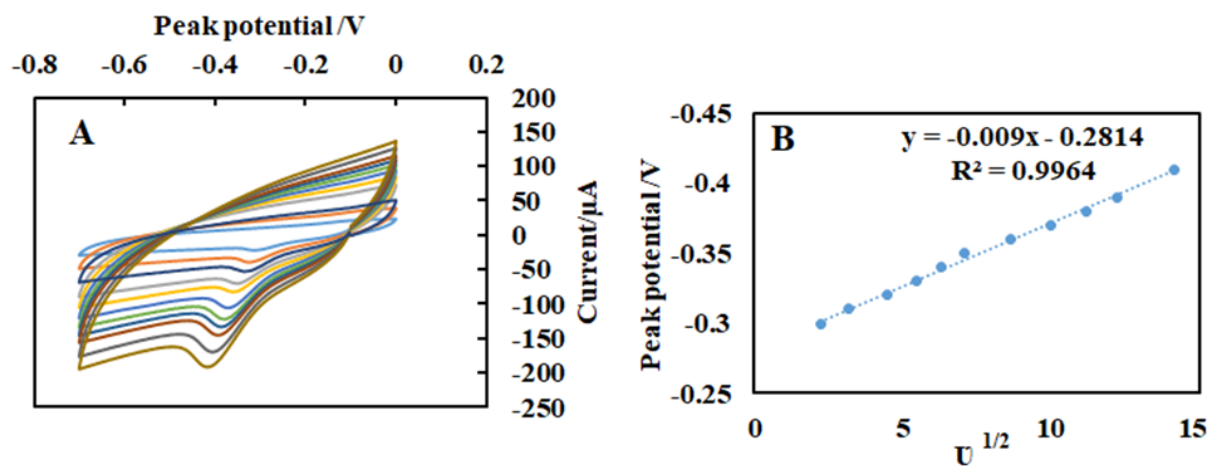 Peak potential /V
-0.8 -0.6 -0.4 -0.2 0 0.2
A
200
150
100
50
0
-50
-100
-150
-200
-250
Current/µA
B
y = -0.009x - 0.2814
R² = 0.9964
-0.45
-0.4
-0.35
-0.3
-0.25
Peak potential /V
0 5 10 15
Ʋ 1/2